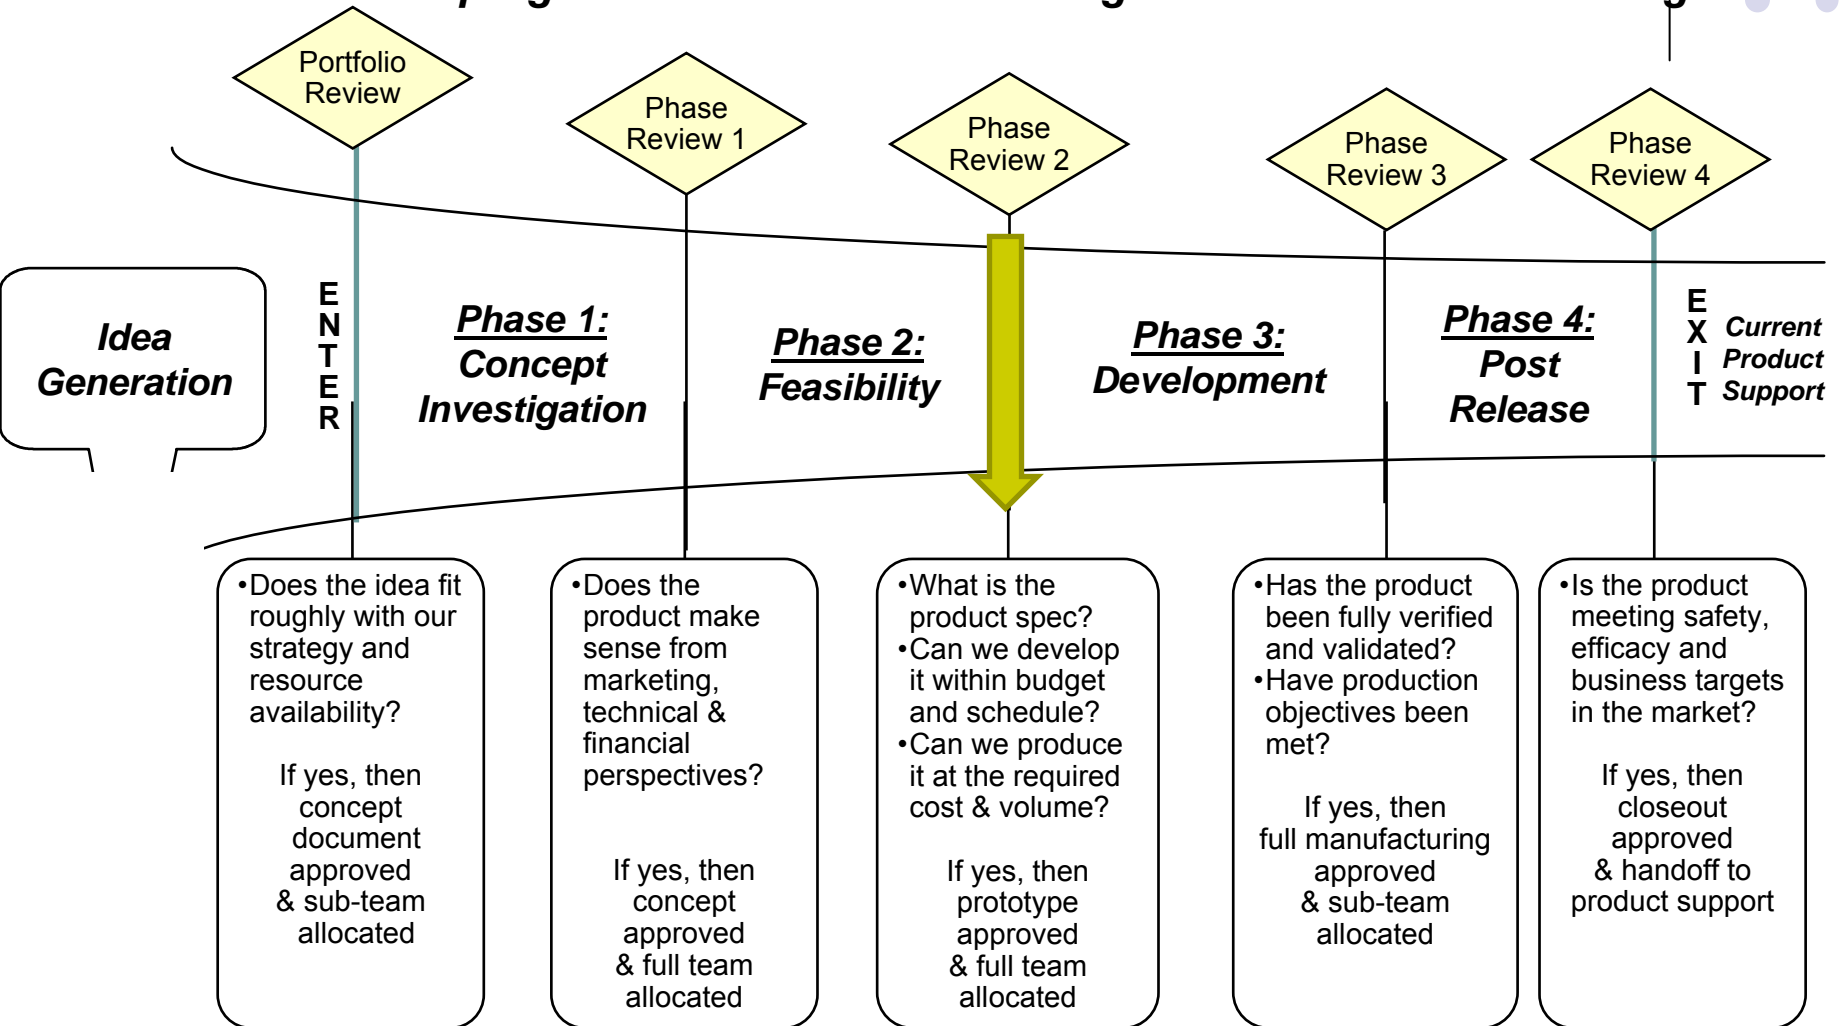 Portfolio
Review
Phase
Review 1
Phase
Review 2
Phase
Review 3
Phase
Review 4
Idea
Generation
E
N
T
E
R
Phase 1:
Concept
Investigation
Phase 2:
Feasibility
Phase 3:
Development
Phase 4:
Post
Release
E
X
I
T
Current
Product
Support
•Does the idea fit
roughly with our
strategy and
resource
availability?
If yes, then
concept
document
approved
& sub-team
allocated
•Does the
product make
sense from
marketing,
technical &
financial
perspectives?
If yes, then
concept
approved
& full team
allocated
•What is the
product spec?
•Can we develop
it within budget
and schedule?
•Can we produce
it at the required
cost & volume?
If yes, then
prototype
approved
& full team
allocated
•Has the product
been fully verified
and validated?
•Have production
objectives been
met?
If yes, then
full manufacturing
approved
& sub-team
allocated
•Is the product
meeting safety,
efficacy and
business targets
in the market?
If yes, then
closeout
approved
& handoff to
product support